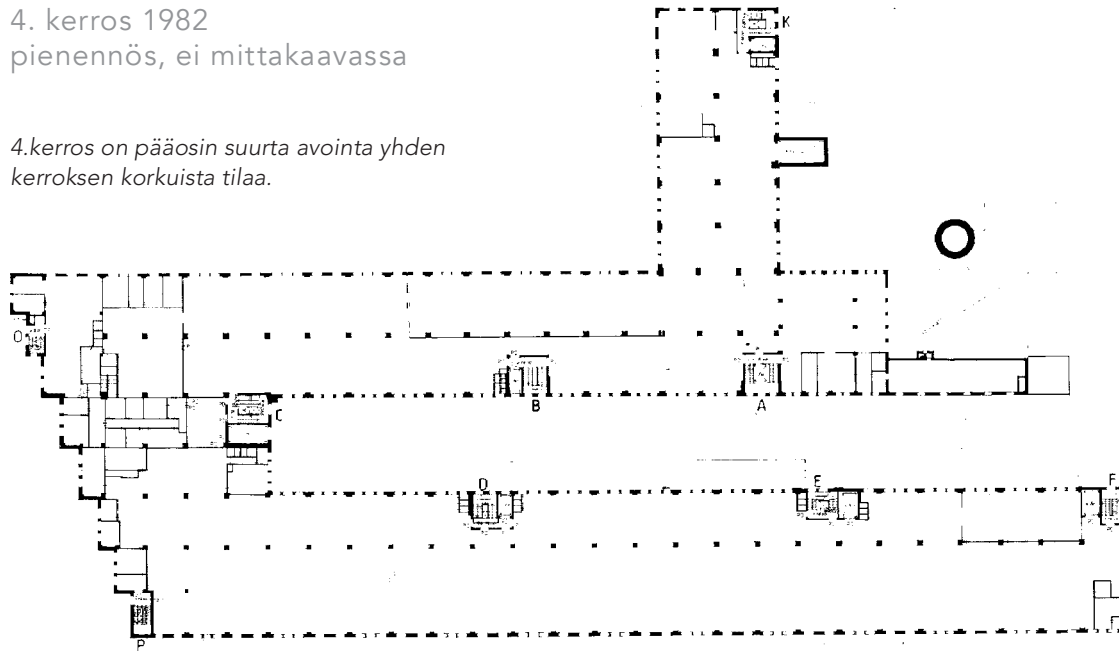 4. kerros 1982
pienennös, ei mittakaavassa
4.kerros on pääosin suurta avointa yhden
kerroksen korkuista tilaa.
K
O
B
A
C
D
E
F
P